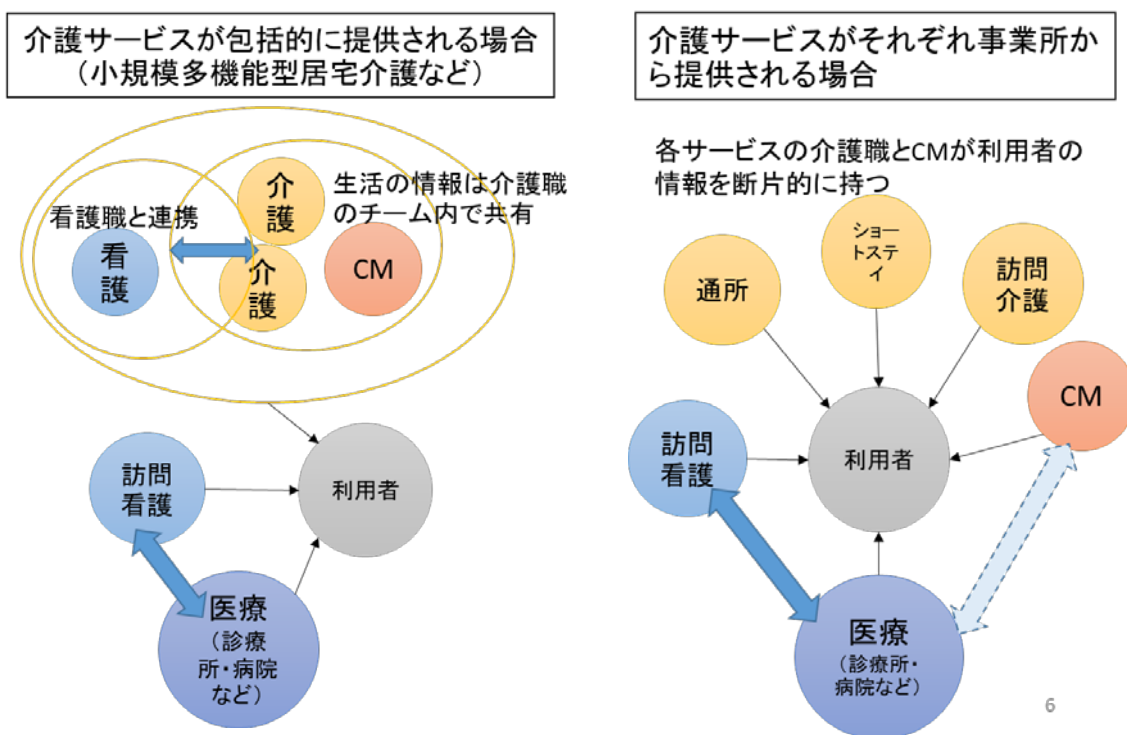 介護サービスが包括的に提供される場合
（小規模多機能型居宅介護など）
看護職と連携
看
護
介
護
介
護
生活の情報は介護職
のチーム内で共有
CM
訪問
看護
利用者
医療
（診療
所・病院
など）
介護サービスがそれぞれ事業所か
ら提供される場合
各サービスの介護職とCMが利用者の
情報を断片的に持つ
通所
ショー
トステ
イ
訪問
介護
CM
訪問
看護
利用者
医療
（診療所・
病院など）
6